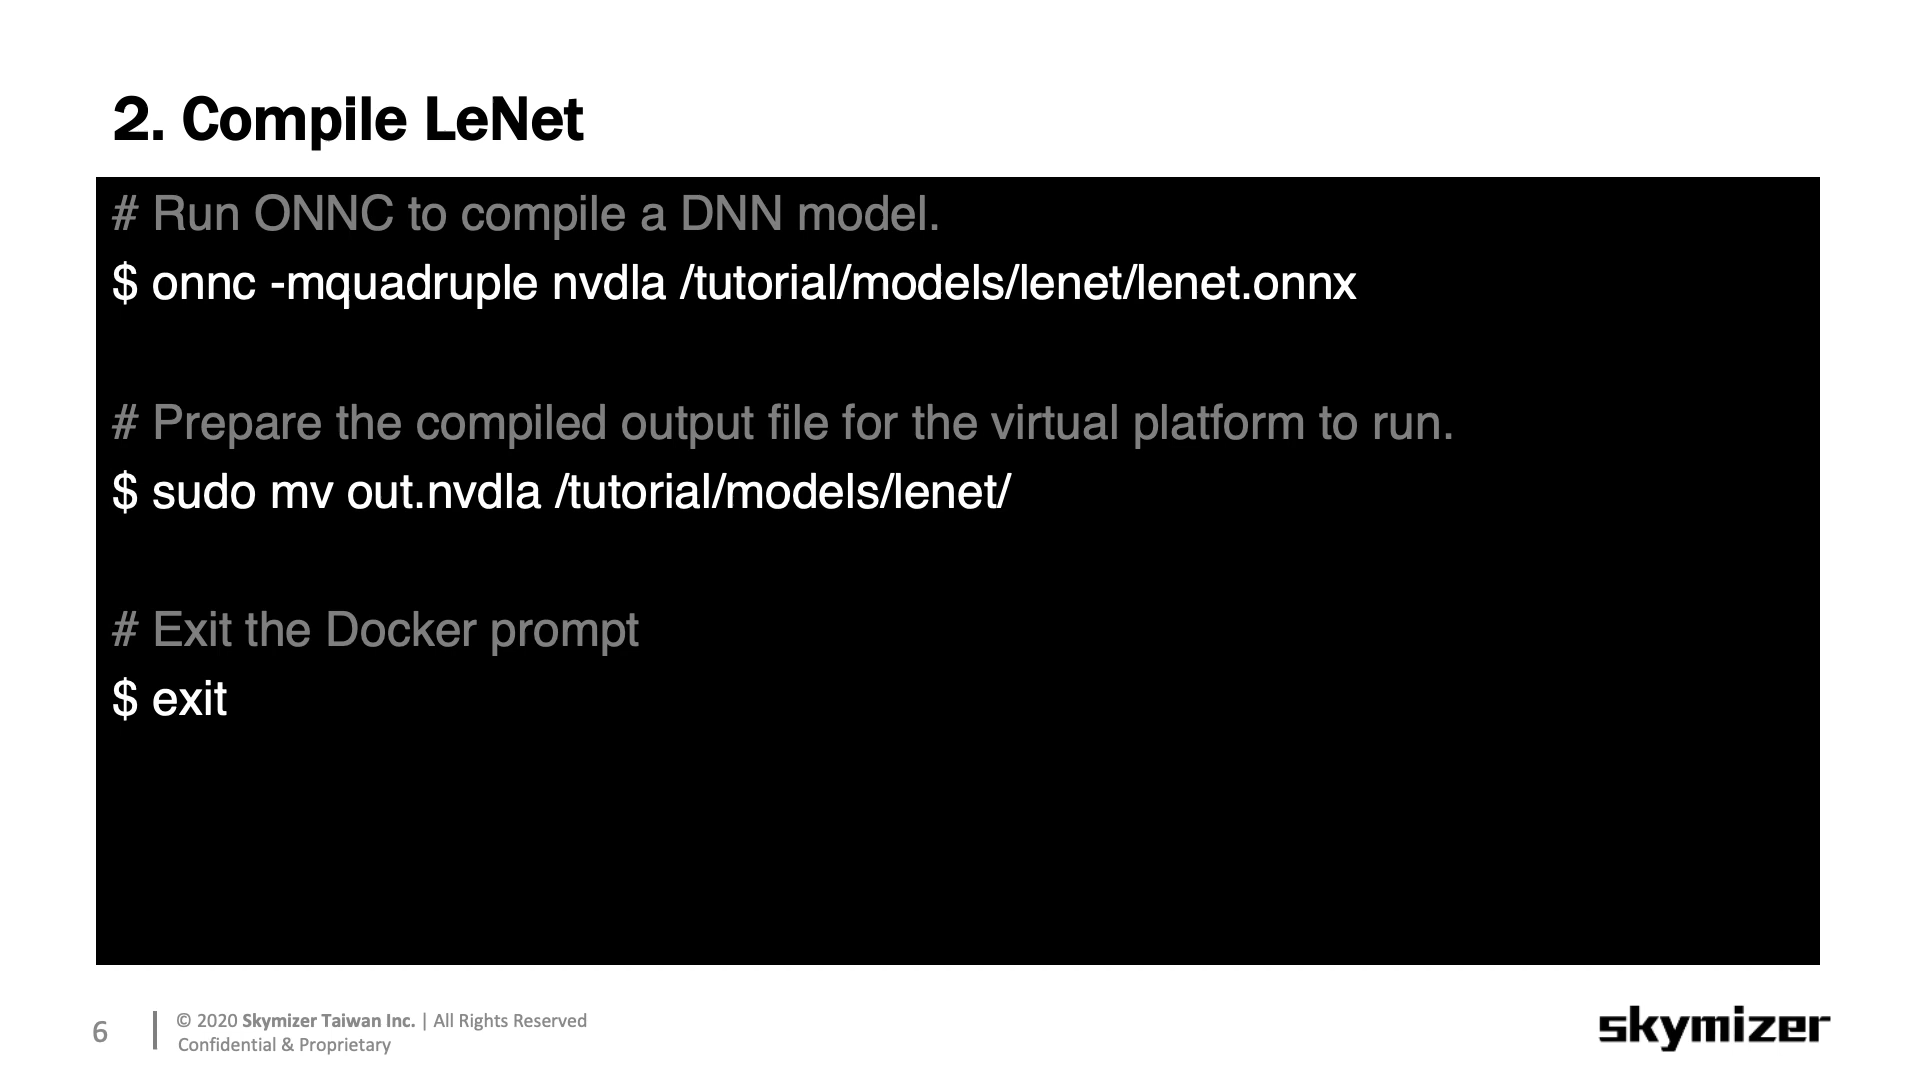 2. Compile LeNet
# Run ONNC to compile a DNN model.
$ onnc -mquadruple nvdla /tutorial/models/lenet/lenet.onnx
# Prepare the compiled output file for the virtual platform to run.
$ sudo mv out.nvdla /tutorial/models/lenet/
# Exit the Docker prompt
$ exit
6
© 2020 Skymizer Taiwan Inc. | All Rights Reserved
Confidential & Proprietary
skymizer